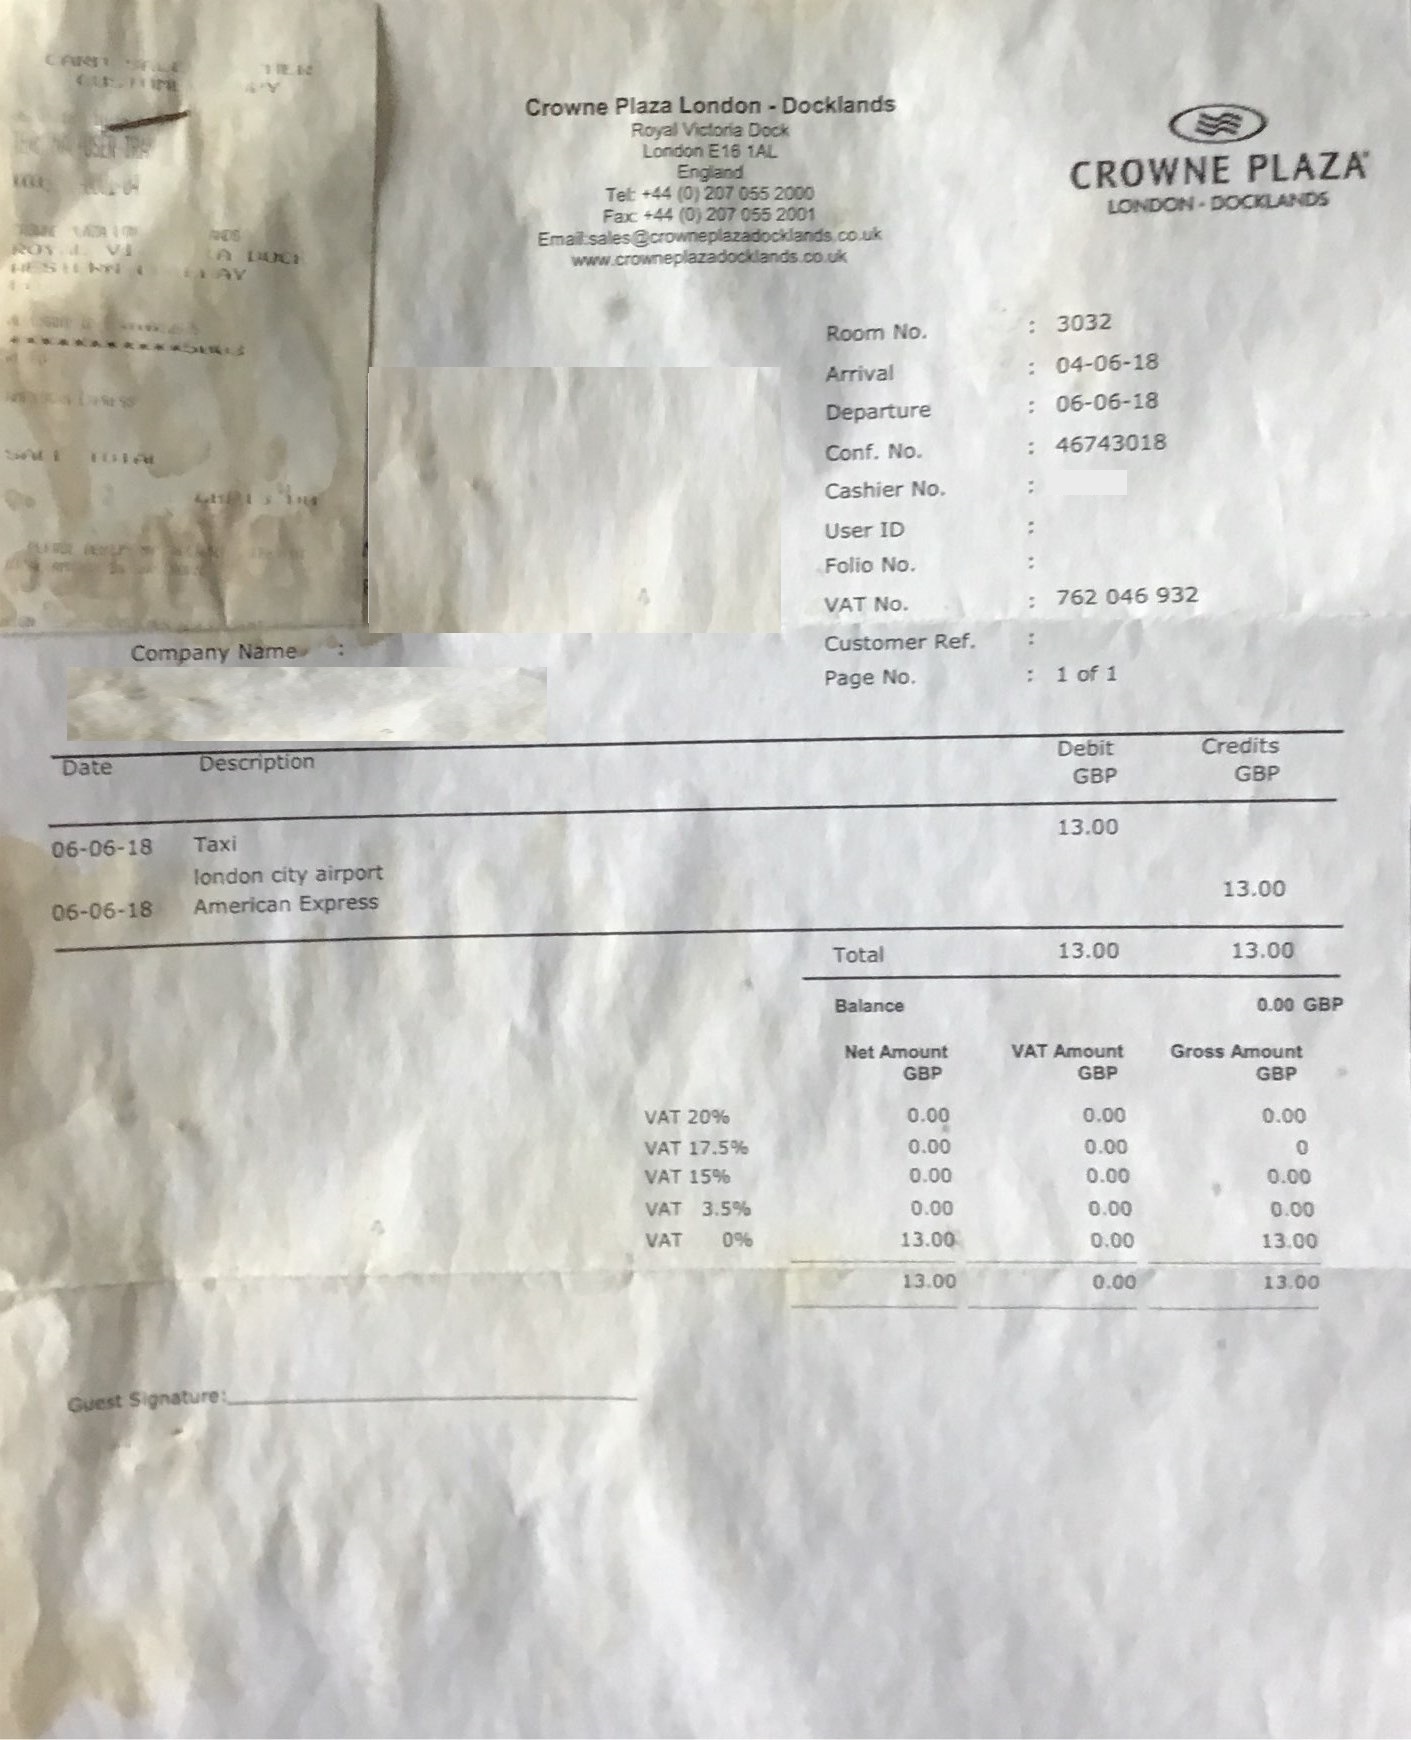 Crowne Plaza London - Docklands
Royal Victoria Dock
London E16 1AL
England
Tel: +44 (0) 207 055 2000
Fax: +44 (0) 207 055 2001
Email:sales@crowneplazadocklands.co.uk
www.crowneplazadocklands.co.uk
CROWNE PLAZA
LONDON - DOCKLANDS
Room No. : 3032
Arrival : 04-06-18
Departure : 06-06-18
Conf. No. : 46743018
Cashier No. :
User ID :
Folio No. :
VAT No. : 762 046 932
Customer Ref. :
Page No. : 1 of 1
Company Name :
Date Description Debit Credits
GBP GBP
06-06-18 Taxi 13.00
london city airport
06-06-18 American Express 13.00
Total 13.00 13.00
Balance 0.00 GBP
Net Amount VAT Amount Gross Amount
GBP GBP GBP
VAT 20% 0.00 0.00 0.00
VAT 17.5% 0.00 0.00 0
VAT 15% 0.00 0.00 0.00
VAT 3.5% 0.00 0.00 0.00
VAT 0% 13.00 0.00 13.00
13.00 0.00 13.00
Guest Signature: